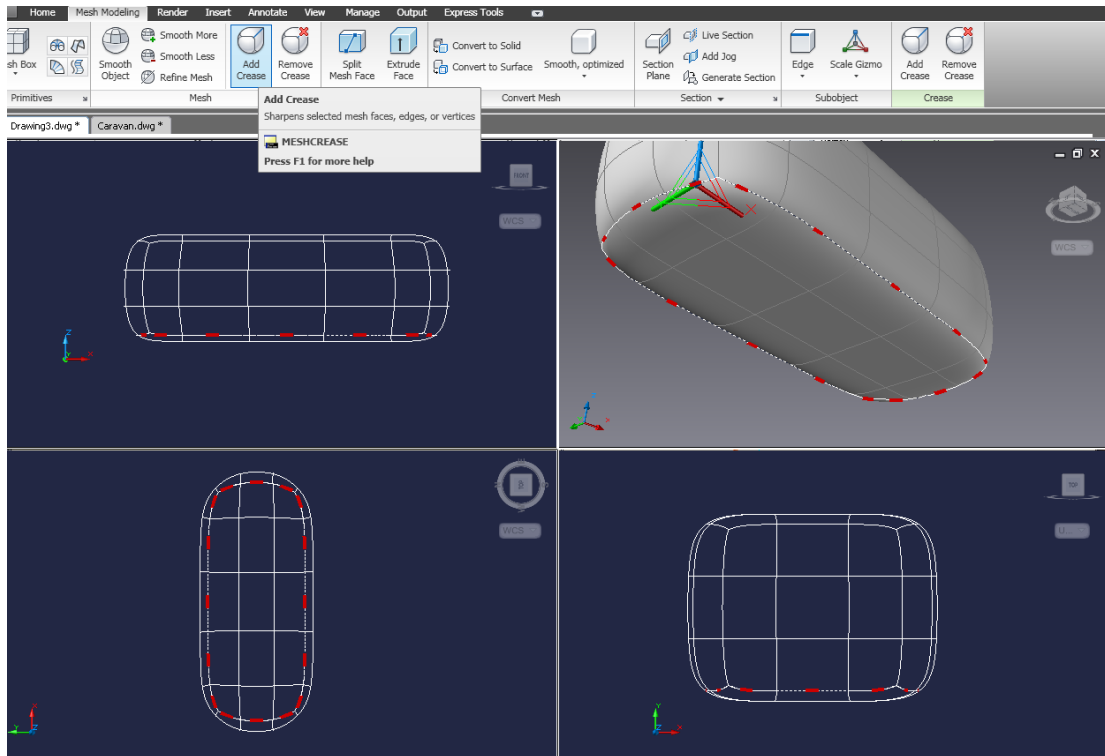 Home Mesh Modeling Render Insert Annotate View Manage Output Express Tools
sh Box
Smooth Object
Smooth More
Smooth Less
Refine Mesh
Add Crease
Remove Crease
Split Mesh Face
Extrude Face
Convert to Solid
Convert to Surface
Smooth, optimized
Section Plane
Live Section
Add Jog
Generate Section
Edge
Scale Gizmo
Add Crease
Remove Crease
Primitives Mesh Convert Mesh Section Subobject Crease
Drawing3.dwg * Caravan.dwg *
Add Crease
Sharpens selected mesh faces, edges, or vertices
MESHCREASE
Press F1 for more help
FRONT
WCS
X
WCS
Z
X
Y
WCS
TOP
U...
X
Y
Z
Y
X